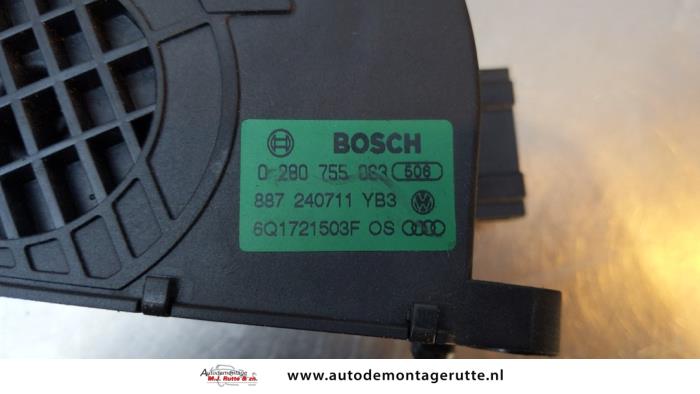 BOSCH
0 280 755 063 506
887 240711 YB3
6Q1721503F OS
Autodemontage
M.J. Rutte & Zn.
www.autodemontagerutte.nl